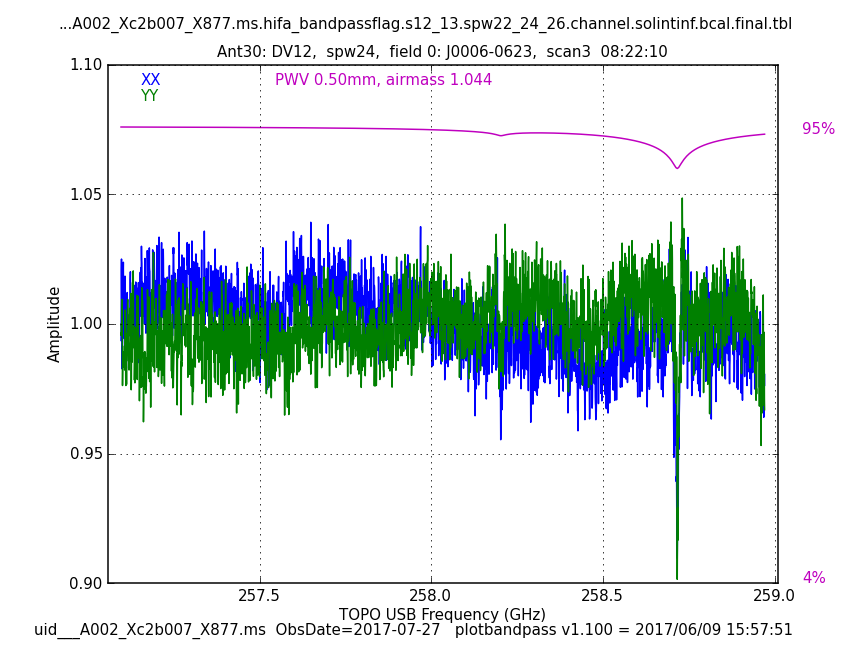 ...A002_Xc2b007_X877.ms.hifa_bandpassflag.s12_13.spw22_24_26.channel.solintinf.bcal.final.tbl
Ant30: DV12,  spw24,  field 0: J0006-0623,  scan3  08:22:10
1.10
XX
PWV 0.50mm, airmass 1.044
YY
95%
1.05
1.00
Amplitude
0.95
0.90
4%
257.5
258.0
258.5
259.0
TOPO USB Frequency (GHz)
uid___A002_Xc2b007_X877.ms  ObsDate=2017-07-27   plotbandpass v1.100 = 2017/06/09 15:57:51